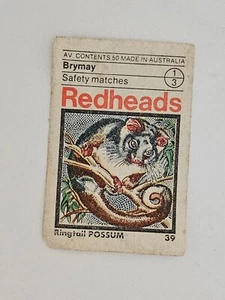 AV. CONTENTS 50 MADE IN AUSTRALIA
Brymay
Safety matches
1
3
Redheads
Ringtail POSSUM
39